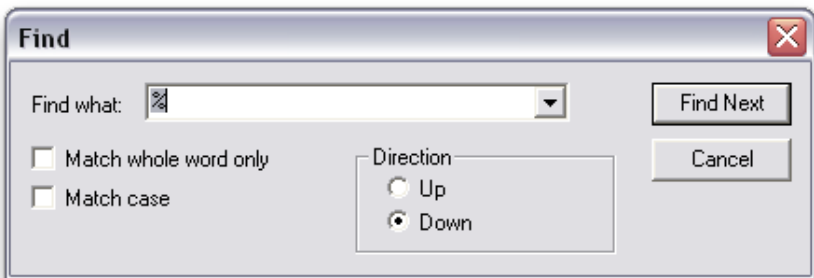 Find
Find what: % Find Next
Match whole word only Direction Cancel
Match case Up
Down